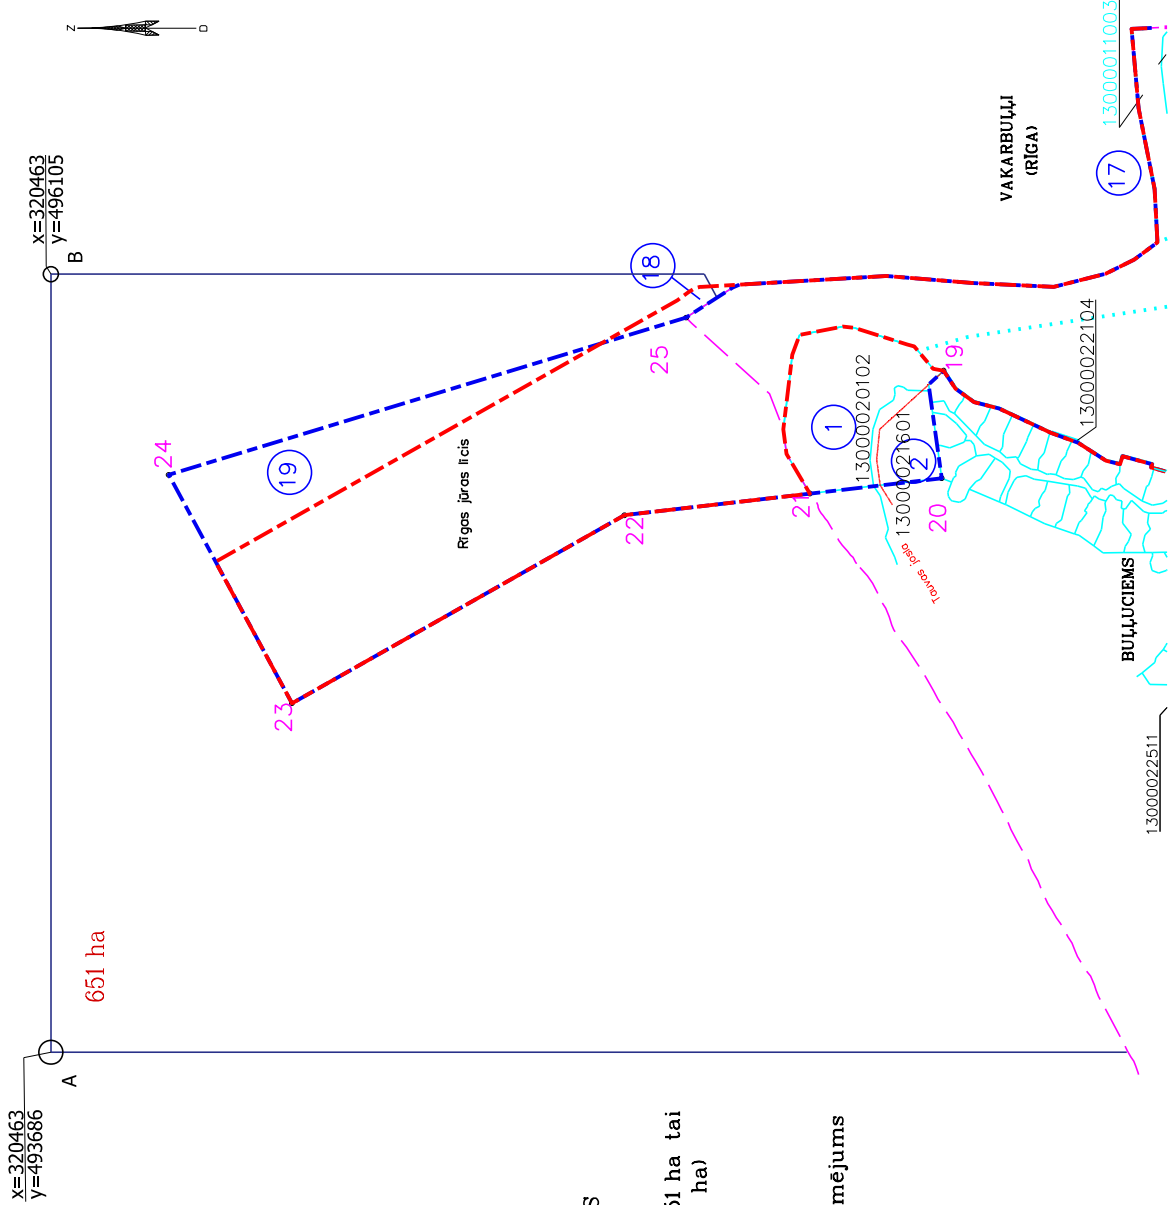 Z
D
x=320463
y=496105
B
13000011003
VAKARBUĻĻI
(RĪGA)
17
18
25
24
19
Rīgas jūras līcis
1
13000020102
19
13000022104
13000021601
2
21
22
20
Tauvas josla
23
BUĻĻUCIEMS
13000022511
651 ha
A
x=320463
y=493686
S
51 ha tai
ha)
mējums